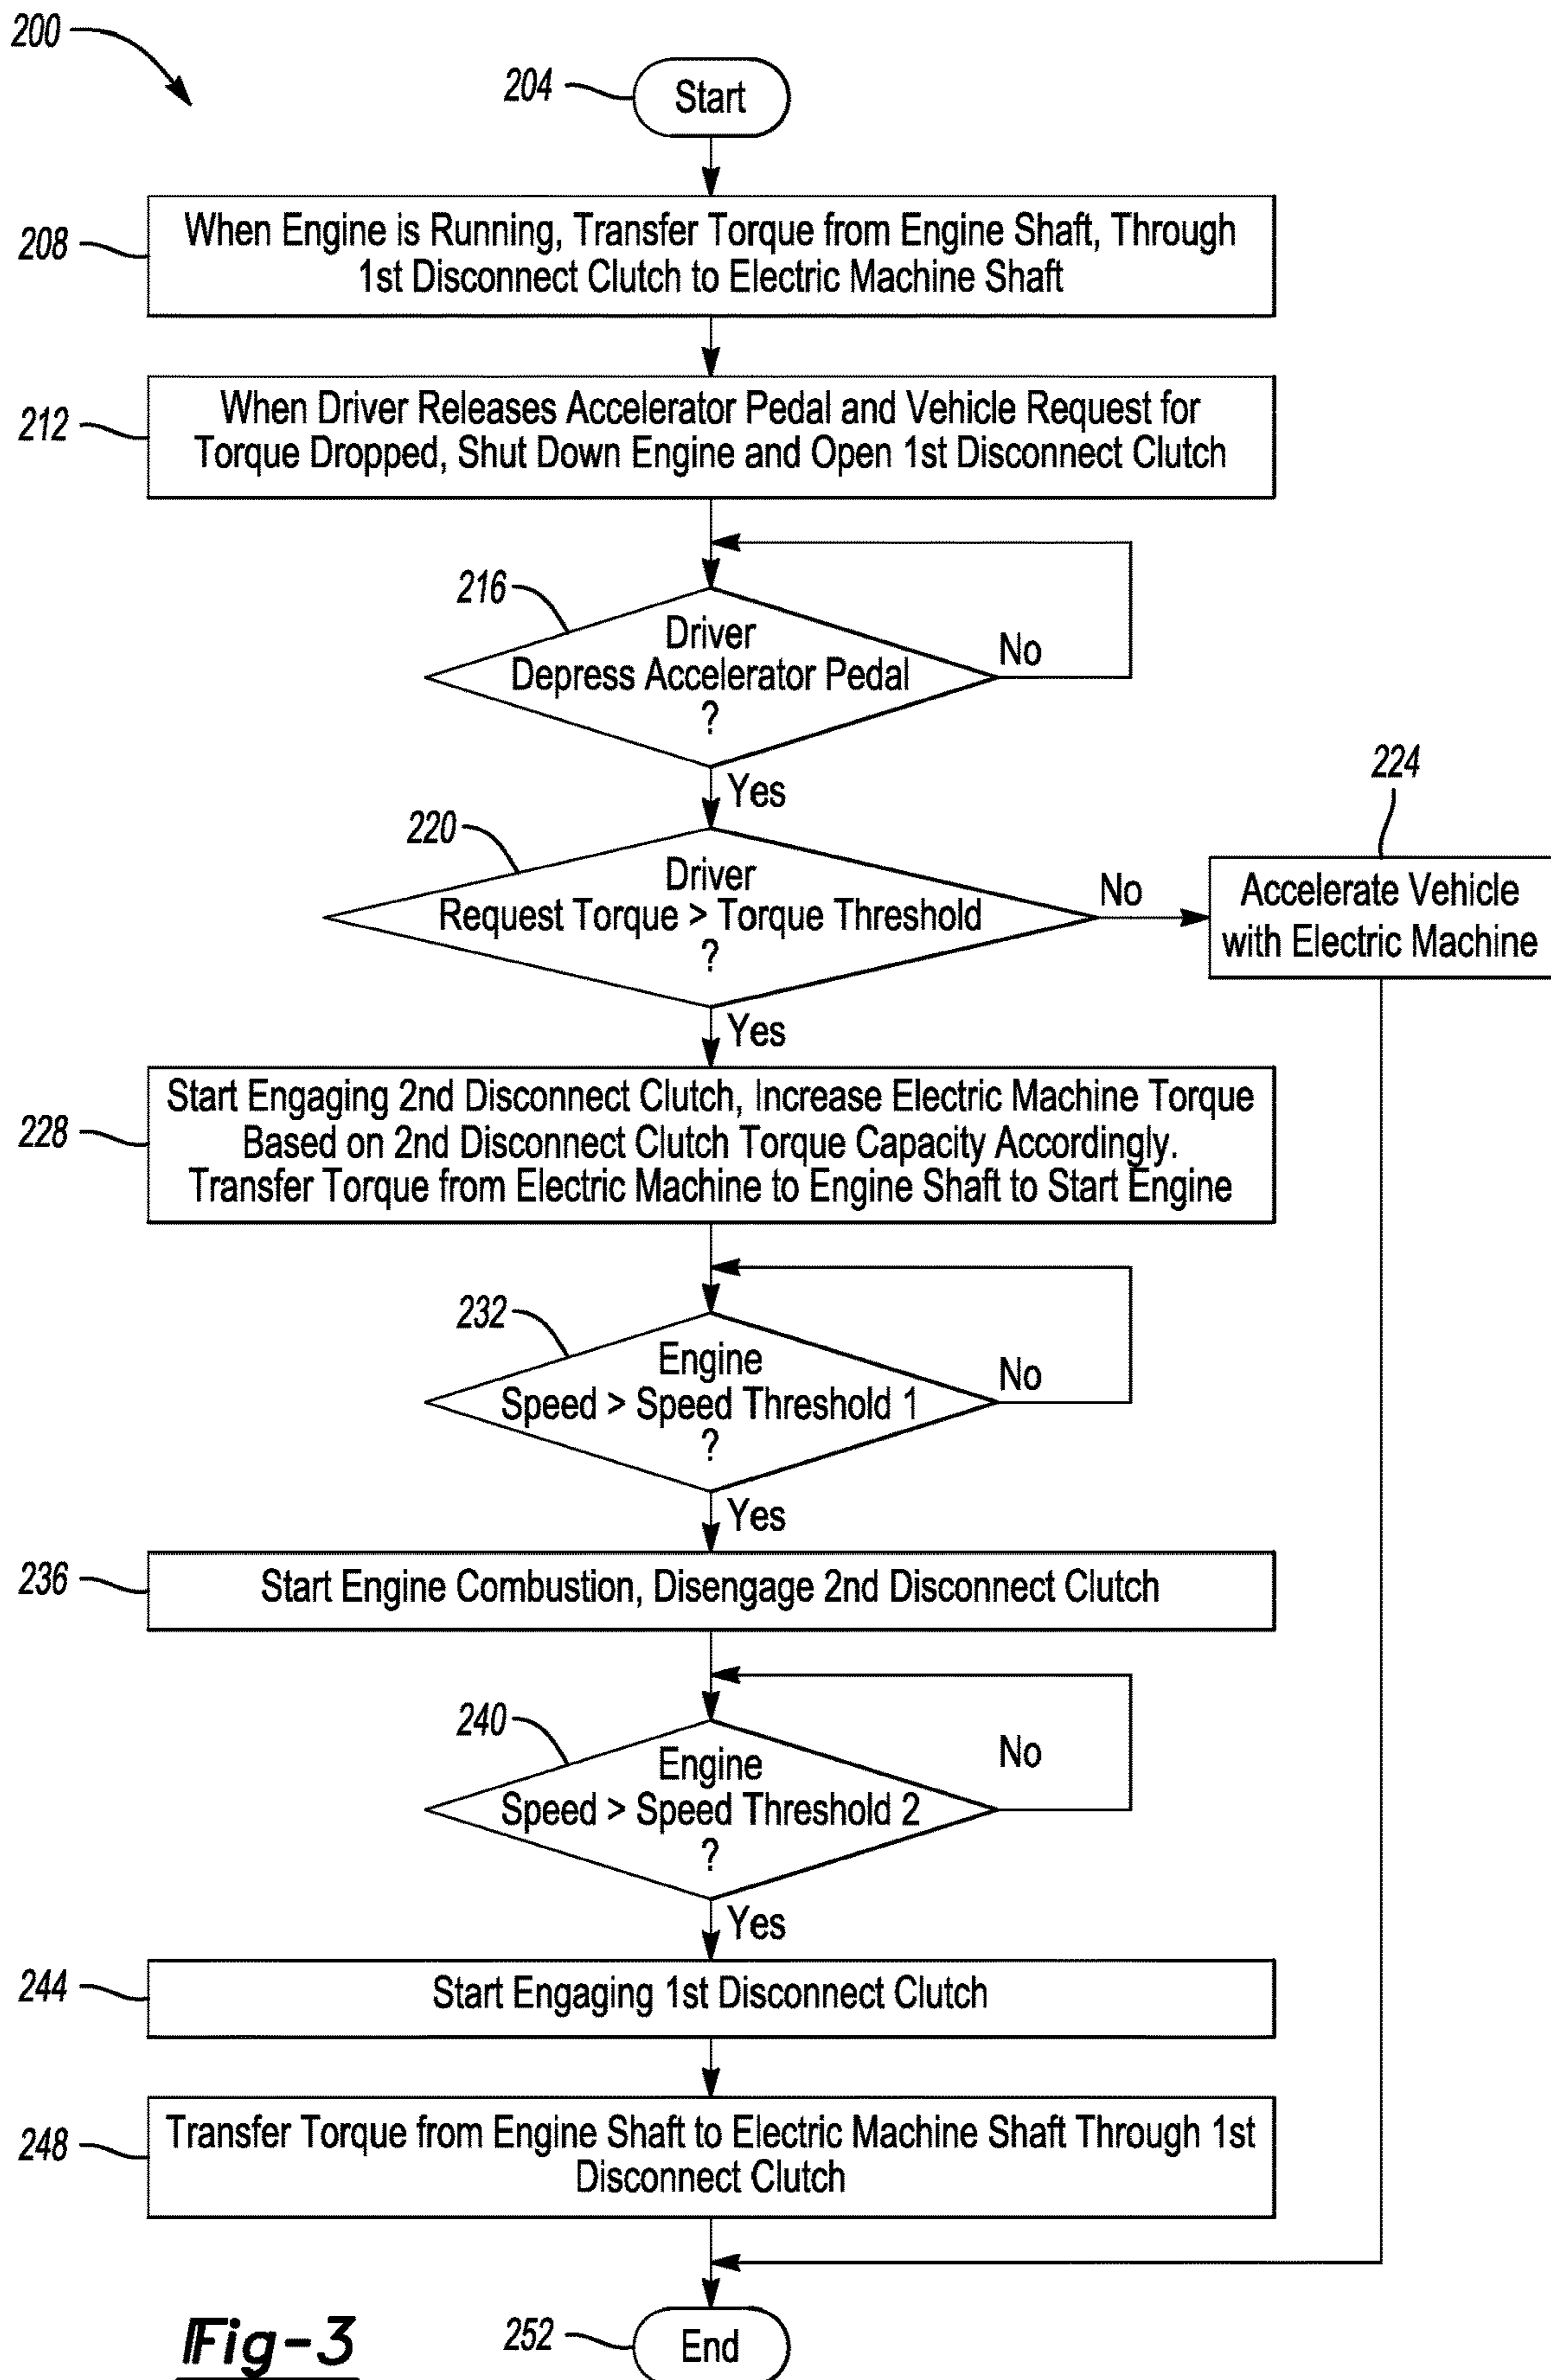 200
204
Start
208
When Engine is Running, Transfer Torque from Engine Shaft, Through
1st Disconnect Clutch to Electric Machine Shaft
212
When Driver Releases Accelerator Pedal and Vehicle Request for
Torque Dropped, Shut Down Engine and Open 1st Disconnect Clutch
216
Driver
Depress Accelerator Pedal
?
No
Yes
220
Driver
Request Torque > Torque Threshold
?
No
224
Accelerate Vehicle
with Electric Machine
Yes
228
Start Engaging 2nd Disconnect Clutch, Increase Electric Machine Torque
Based on 2nd Disconnect Clutch Torque Capacity Accordingly.
Transfer Torque from Electric Machine to Engine Shaft to Start Engine
232
Engine
Speed > Speed Threshold 1
?
No
Yes
236
Start Engine Combustion, Disengage 2nd Disconnect Clutch
240
Engine
Speed > Speed Threshold 2
?
No
Yes
244
Start Engaging 1st Disconnect Clutch
248
Transfer Torque from Engine Shaft to Electric Machine Shaft Through 1st
Disconnect Clutch
252
End
Fig-3